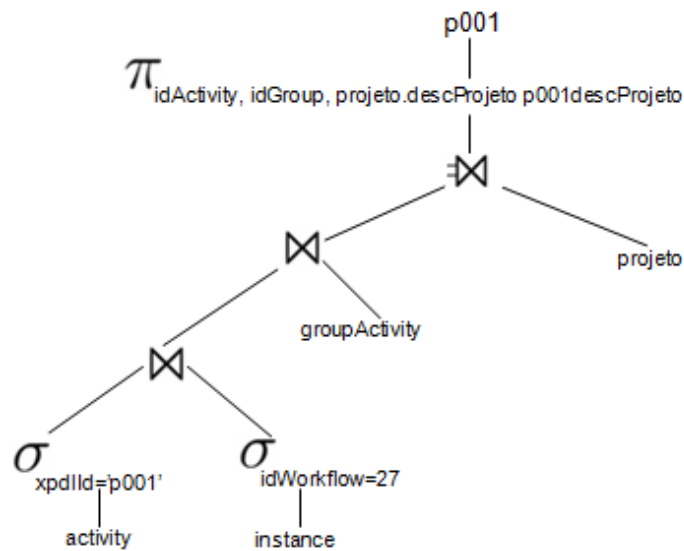 p001
π idActivity, idGroup, projeto.descProjeto p001descProjeto
⟕
⋈ projeto
groupActivity
⋈
σ xpdlId='p001' σ idWorkflow=27
activity instance